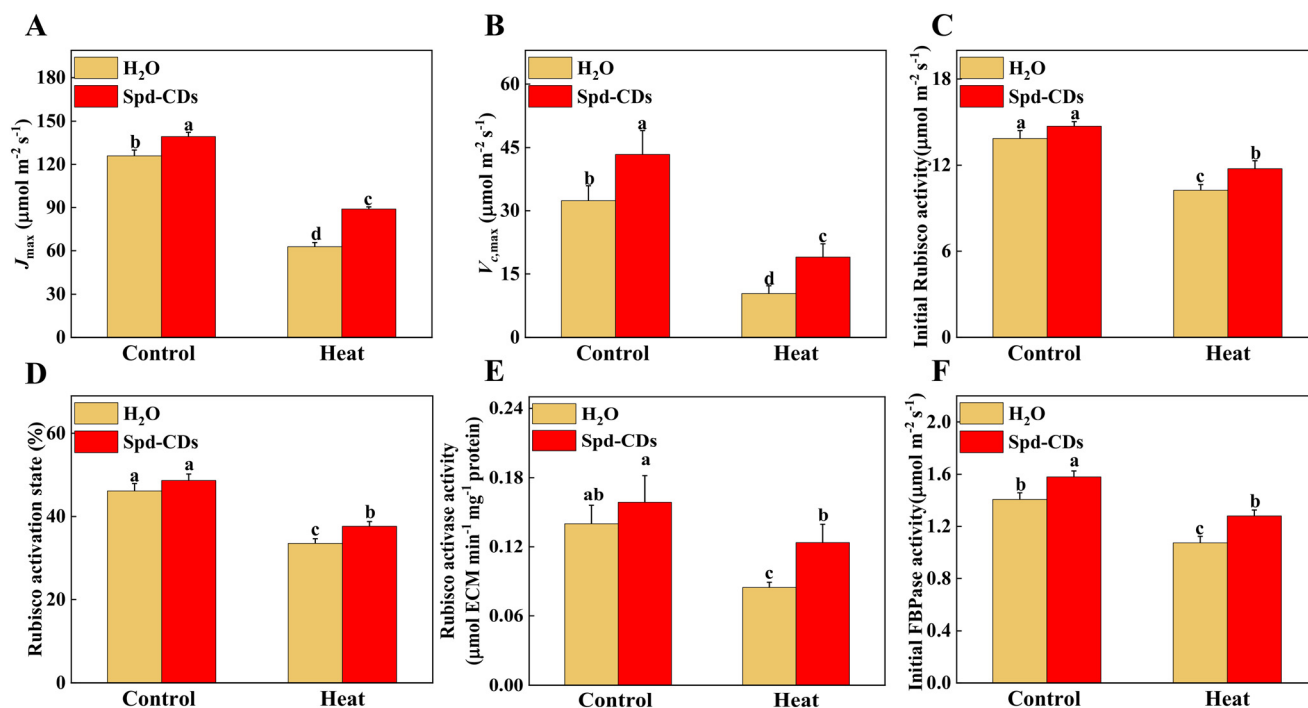 A
H₂O
Spd-CDs
180
150
120
90
60
30
0
Jmax (μmol m⁻² s⁻¹)
b
a
d
c
Control
Heat
B
H₂O
Spd-CDs
60
45
30
15
0
Vc,max (μmol m⁻² s⁻¹)
b
a
d
c
Control
Heat
C
H₂O
Spd-CDs
18
12
6
0
Initial Rubisco activity(μmol m⁻² s⁻¹)
a
a
c
b
Control
Heat
D
H₂O
Spd-CDs
60
40
20
0
Rubisco activation state (%)
a
a
c
b
Control
Heat
E
H₂O
Spd-CDs
0.24
0.18
0.12
0.06
0.00
Rubisco activase activity
(μmol ECM min⁻¹ mg⁻¹ protein)
ab
a
c
b
Control
Heat
F
H₂O
Spd-CDs
2.0
1.6
1.2
0.8
0.4
0.0
Initial FBPase activity(μmol m⁻² s⁻¹)
b
a
c
b
Control
Heat